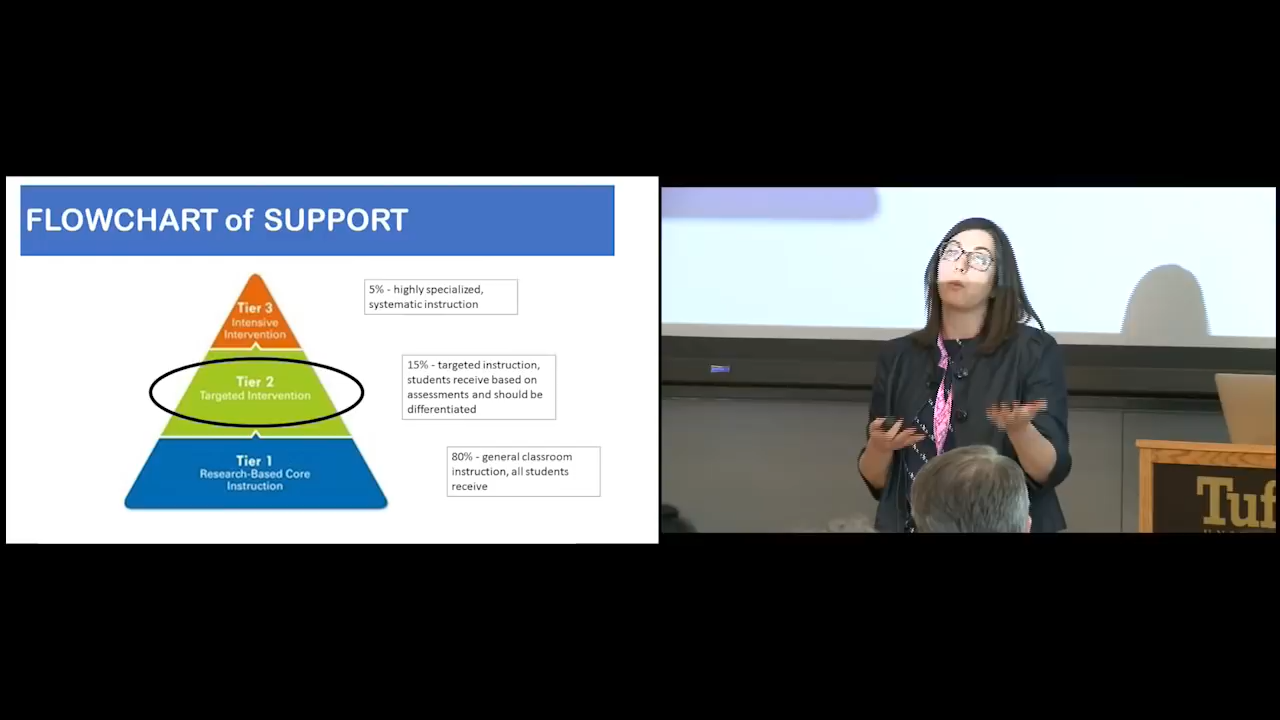 FLOWCHART of SUPPORT
Tier 3
Intensive
Intervention
5% - highly specialized,
systematic instruction
Tier 2
Targeted Intervention
15% - targeted instruction,
students receive based on
assessments and should be
differentiated
Tier 1
Research-Based Core
Instruction
80% - general classroom
instruction, all students
receive
Tuf